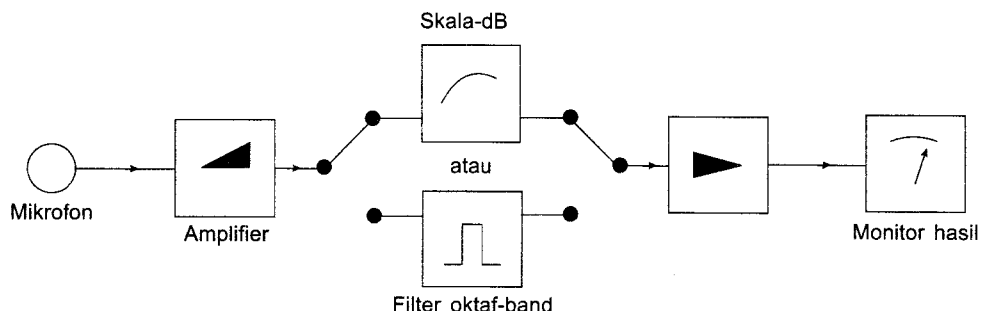 Skala-dB
atau
Mikrofon
Amplifier
Monitor hasil
Filter oktaf-band